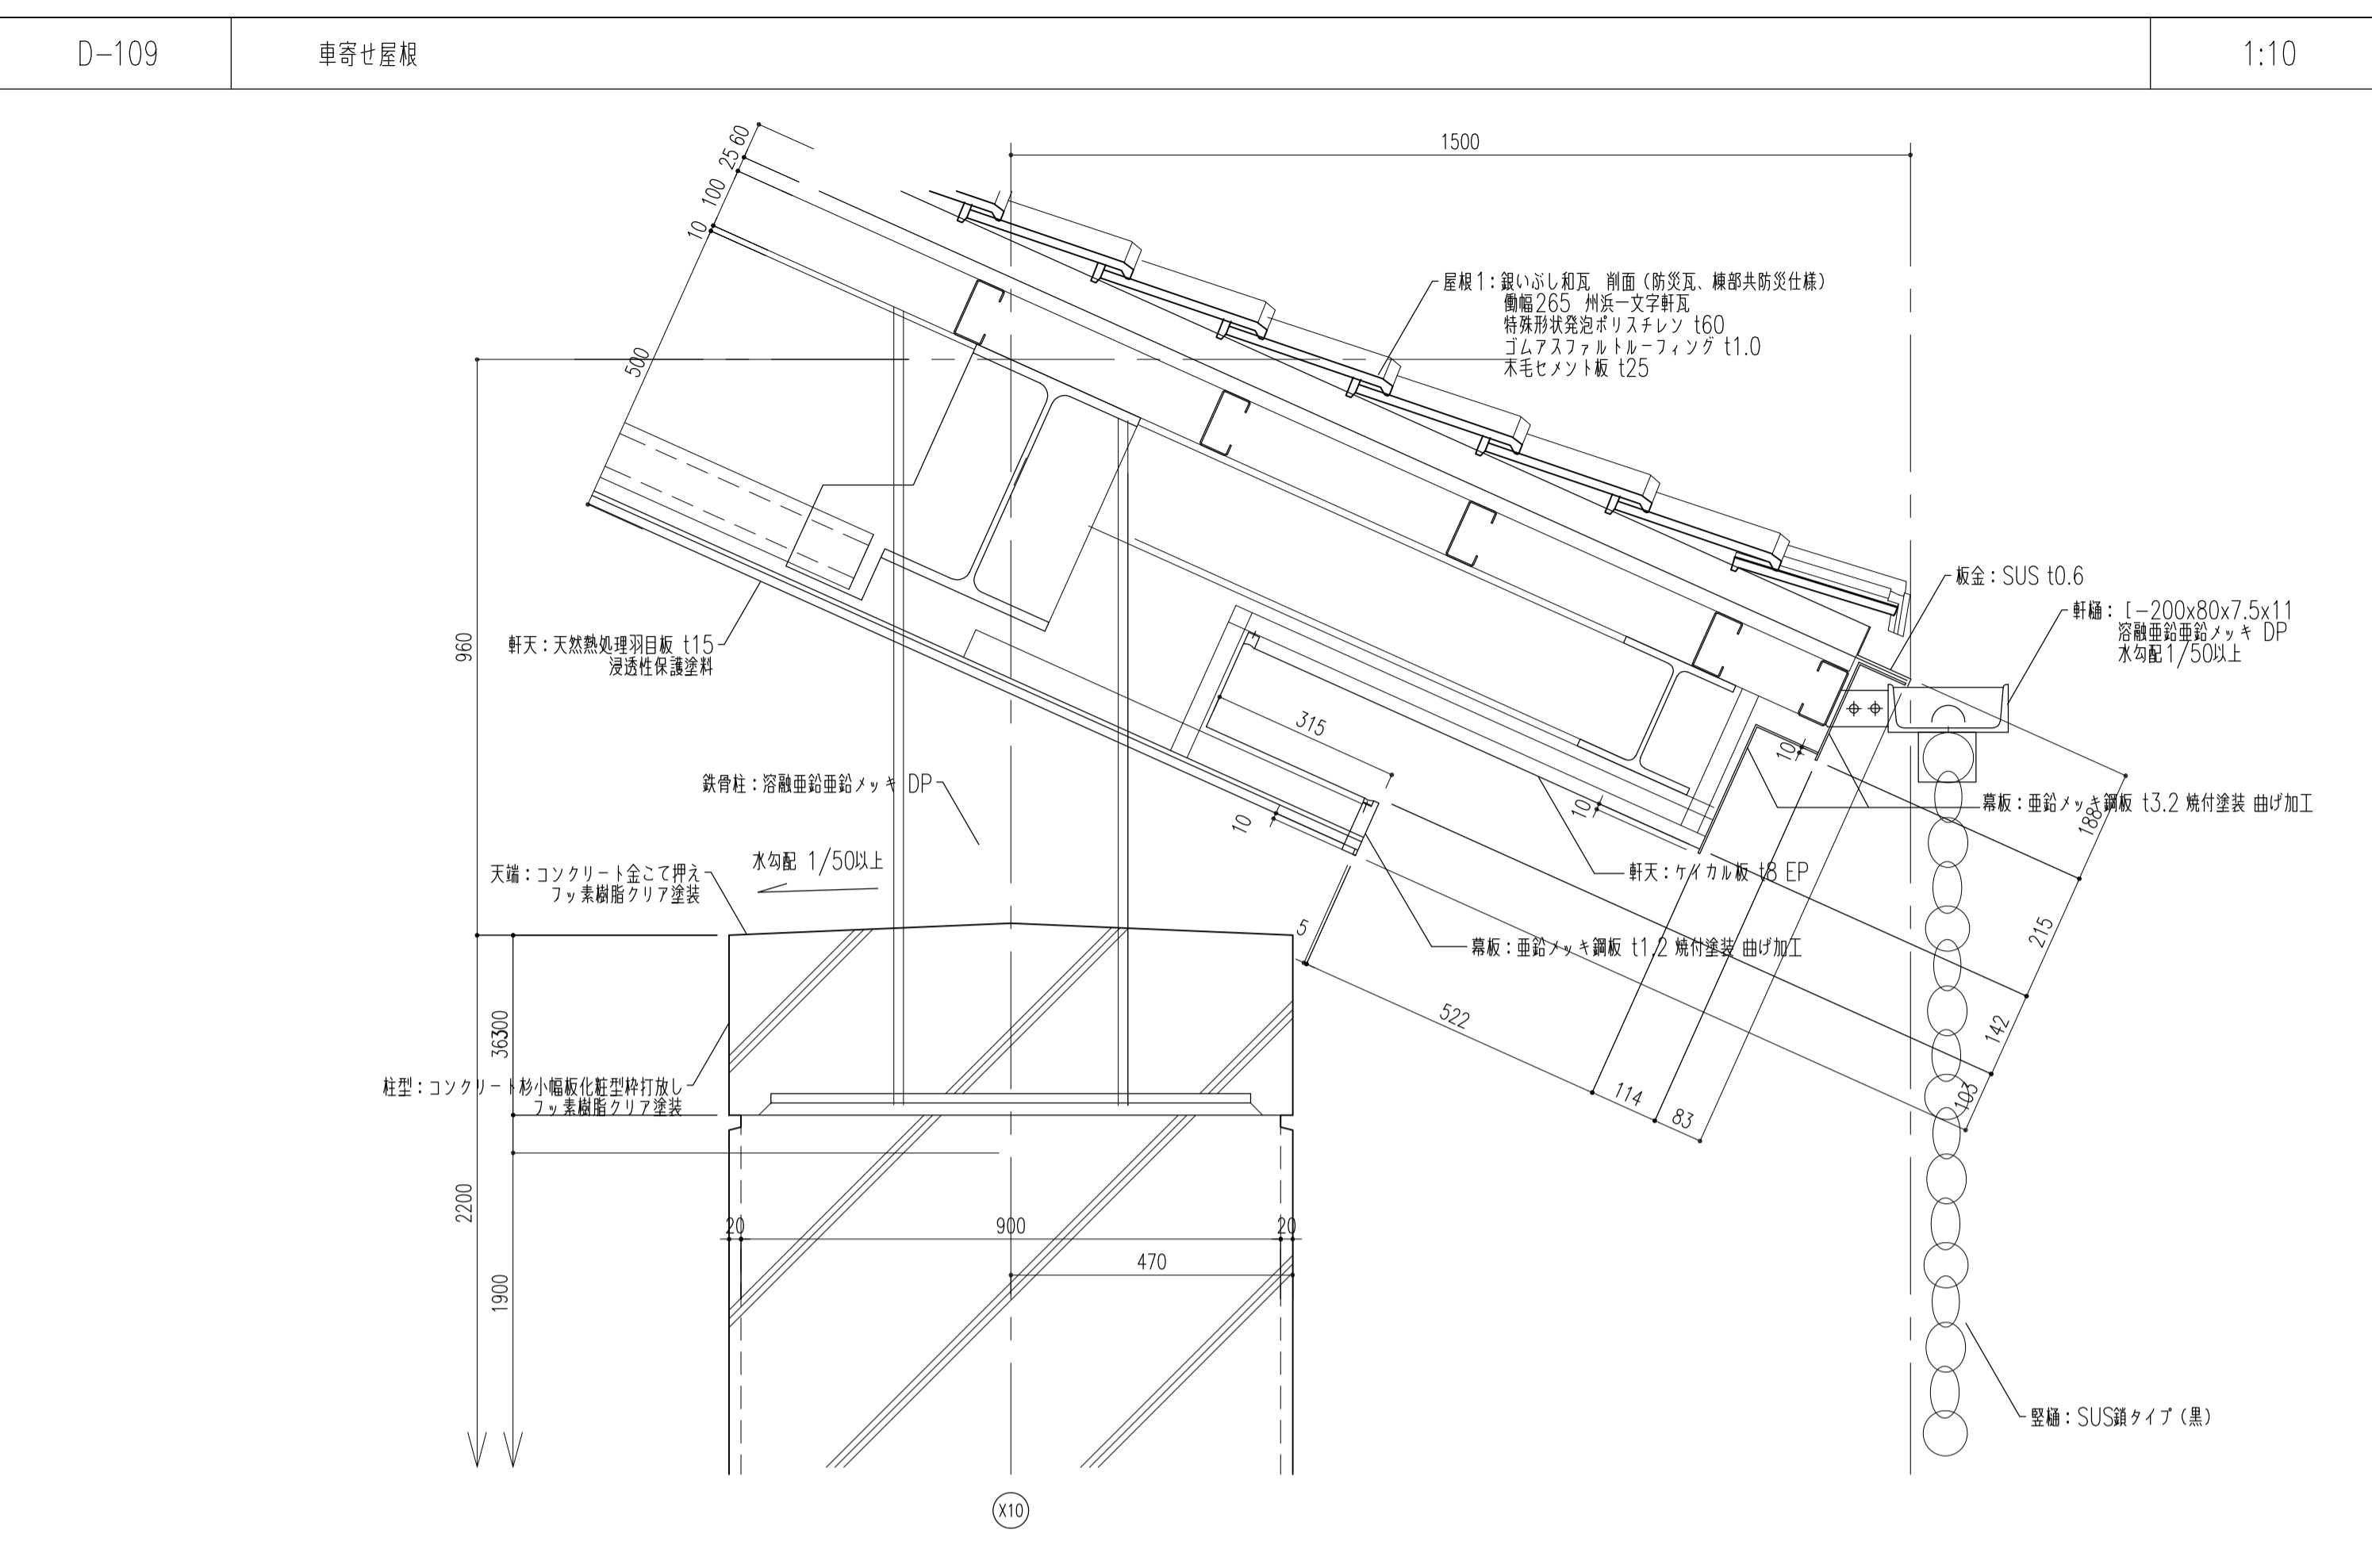 D-109
車寄せ屋根
1:10
1500
60
25
100
10
500
屋根1:銀いぶし和瓦 削面(防災瓦、棟部共防災仕様)
働幅265 州浜一文字軒瓦
特殊形状発泡ポリスチレン t60
ゴムアスファルトルーフィング t1.0
木毛セメント板 t25
板金:SUS t0.6
軒樋:[-200x80x7.5x11
溶融亜鉛亜鉛メッキ DP
水勾配1/50以上
960
軒天:天然熱処理羽目板 t15
浸透性保護塗料
315
10
10
10
鉄骨柱:溶融亜鉛亜鉛メッキ DP
幕板:亜鉛メッキ鋼板 t3.2 焼付塗装 曲げ加工
188
水勾配 1/50以上
天端:コンクリート金こて押え
フッ素樹脂クリア塗装
軒天:ケイカル板 t8 EP
5
幕板:亜鉛メッキ鋼板 t1.2 焼付塗装 曲げ加工
215
522
142
300
363
柱型:コンクリート杉小幅板化粧型枠打放し
フッ素樹脂クリア塗装
114
83
103
2200
20
900
20
470
1900
竪樋:SUS鎖タイプ(黒)
X10